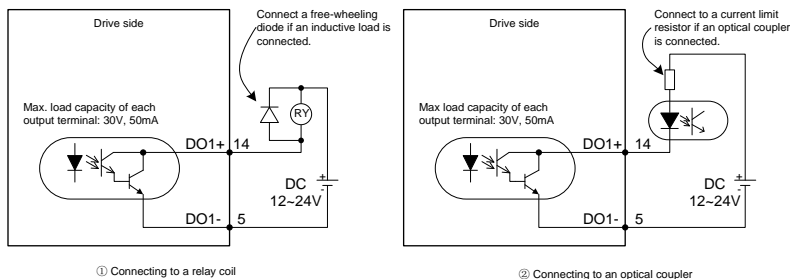 Drive side
Connect a free-wheeling
diode if an inductive load is
connected.
Max. load capacity of each
output terminal: 30V, 50mA
RY
DO1+ 14
DC
12~24V
+
-
DO1- 5
① Connecting to a relay coil
Drive side
Connect to a current limit
resistor if an optical coupler
is connected.
Max load capacity of each
output terminal: 30V, 50mA
DO1+ 14
DC
12~24V
+
-
DO1- 5
② Connecting to an optical coupler